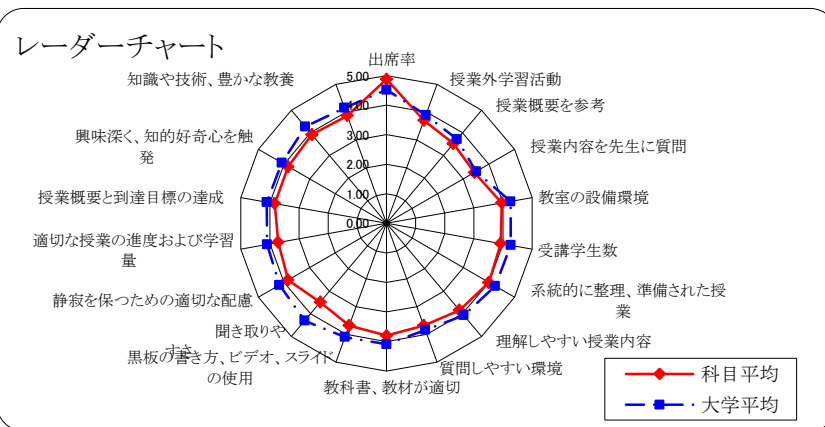 レーダーチャート
出席率
授業外学習活動
授業概要を参考
授業内容を先生に質問
教室の設備環境
受講学生数
系統的に整理、準備された授
業
理解しやすい授業内容
質問しやすい環境
教科書、教材が適切
黒板の書き方、ビデオ、スライド
の使用
聞き取りや
すさ
静寂を保つための適切な配慮
適切な授業の進度および学習
量
授業概要と到達目標の達成
興味深く、知的好奇心を触
発
知識や技術、豊かな教養
5.00
4.00
3.00
2.00
1.00
0.00
科目平均
大学平均